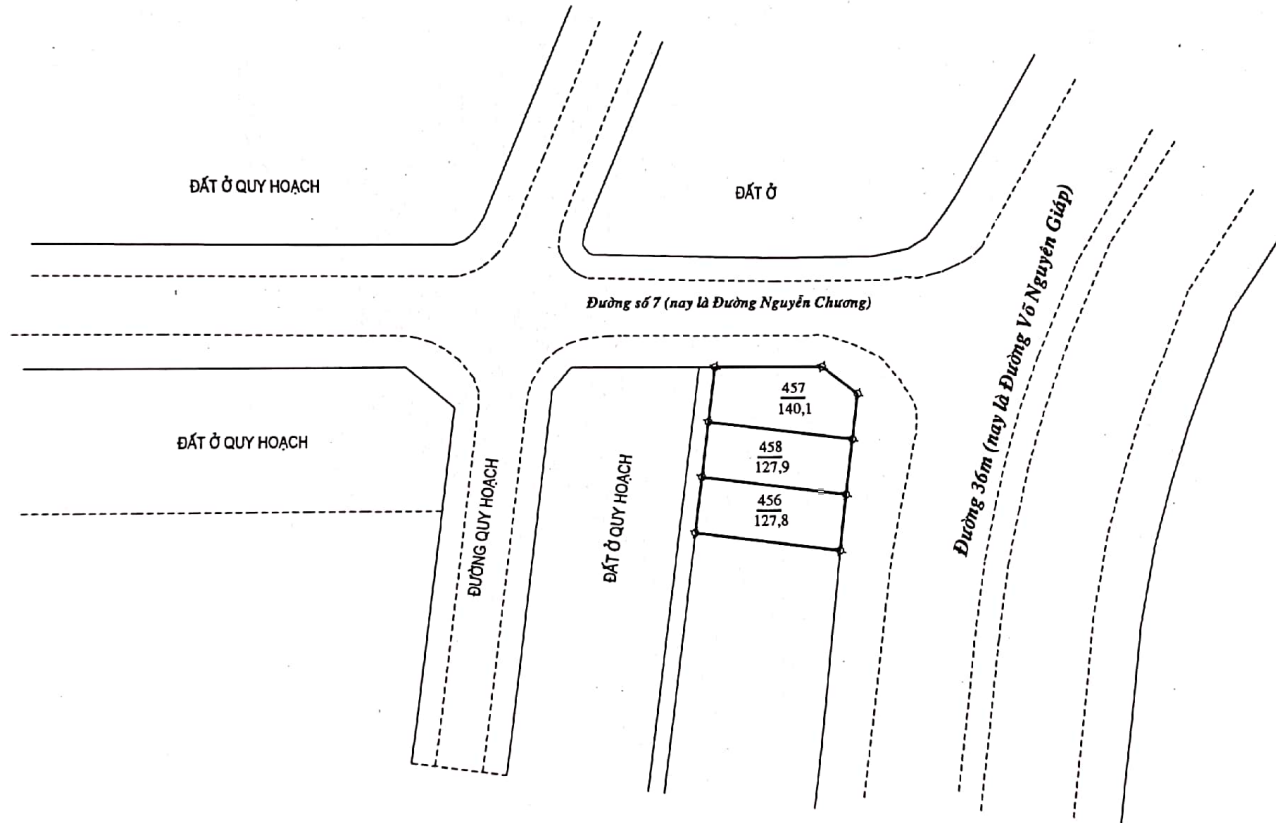 ĐẤT Ở QUY HOẠCH
ĐẤT Ở
Đường số 7 (nay là Đường Nguyễn Chương)
Đường 36m (nay là Đường Võ Nguyên Giáp)
457
140,1
ĐẤT Ở QUY HOẠCH
458
127,9
456
127,8
ĐƯỜNG QUY HOẠCH
ĐẤT Ở QUY HOẠCH